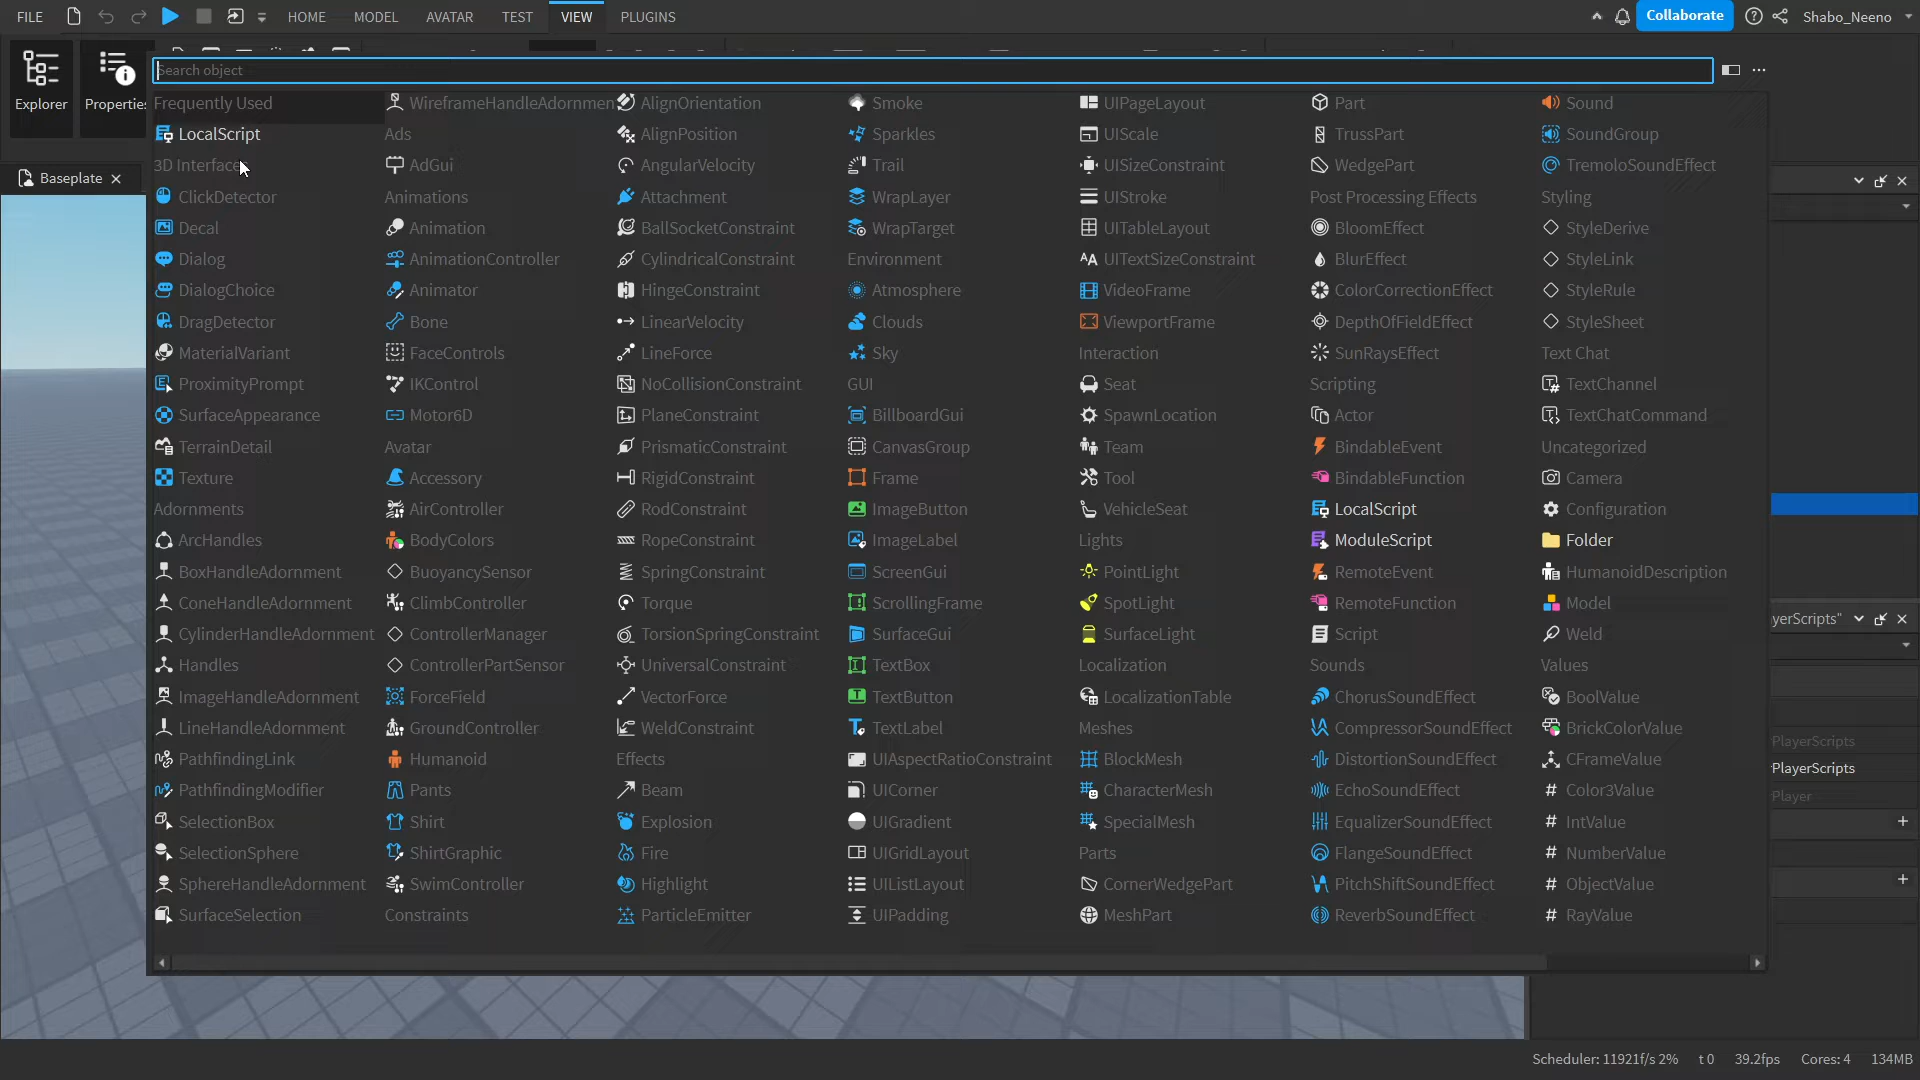 FILE HOME MODEL AVATAR TEST VIEW PLUGINS Collaborate Shabo_Neeno
Explorer
Properties
Search object
Baseplate
Frequently Used
LocalScript
3D Interfaces
ClickDetector
Decal
Dialog
DialogChoice
DragDetector
MaterialVariant
ProximityPrompt
SurfaceAppearance
TerrainDetail
Texture
Adornments
ArcHandles
BoxHandleAdornment
ConeHandleAdornment
CylinderHandleAdornment
Handles
ImageHandleAdornment
LineHandleAdornment
PathfindingLink
PathfindingModifier
SelectionBox
SelectionSphere
SphereHandleAdornment
SurfaceSelection
WireframeHandleAdornmen
Ads
AdGui
Animations
Animation
AnimationController
Animator
Bone
FaceControls
IKControl
Motor6D
Avatar
Accessory
AirController
BodyColors
BuoyancySensor
ClimbController
ControllerManager
ControllerPartSensor
ForceField
GroundController
Humanoid
Pants
Shirt
ShirtGraphic
SwimController
Constraints
AlignOrientation
AlignPosition
AngularVelocity
Attachment
BallSocketConstraint
CylindricalConstraint
HingeConstraint
LinearVelocity
LineForce
NoCollisionConstraint
PlaneConstraint
PrismaticConstraint
RigidConstraint
RodConstraint
RopeConstraint
SpringConstraint
Torque
TorsionSpringConstraint
UniversalConstraint
VectorForce
WeldConstraint
Effects
Beam
Explosion
Fire
Highlight
ParticleEmitter
Smoke
Sparkles
Trail
WrapLayer
WrapTarget
Environment
Atmosphere
Clouds
Sky
GUI
BillboardGui
CanvasGroup
Frame
ImageButton
ImageLabel
ScreenGui
ScrollingFrame
SurfaceGui
TextBox
TextButton
TextLabel
UIAspectRatioConstraint
UICorner
UIGradient
UIGridLayout
UIListLayout
UIPadding
UIPageLayout
UIScale
UISizeConstraint
UIStroke
UITableLayout
UITextSizeConstraint
VideoFrame
ViewportFrame
Interaction
Seat
SpawnLocation
Team
Tool
VehicleSeat
Lights
PointLight
SpotLight
SurfaceLight
Localization
LocalizationTable
Meshes
BlockMesh
CharacterMesh
SpecialMesh
Parts
CornerWedgePart
MeshPart
Part
TrussPart
WedgePart
Post Processing Effects
BloomEffect
BlurEffect
ColorCorrectionEffect
DepthOfFieldEffect
SunRaysEffect
Scripting
Actor
BindableEvent
BindableFunction
LocalScript
ModuleScript
RemoteEvent
RemoteFunction
Script
Sounds
ChorusSoundEffect
CompressorSoundEffect
DistortionSoundEffect
EchoSoundEffect
EqualizerSoundEffect
FlangeSoundEffect
PitchShiftSoundEffect
ReverbSoundEffect
Sound
SoundGroup
TremoloSoundEffect
Styling
StyleDerive
StyleLink
StyleRule
StyleSheet
Text Chat
TextChannel
TextChatCommand
Uncategorized
Camera
Configuration
Folder
HumanoidDescription
Model
Weld
Values
BoolValue
BrickColorValue
CFrameValue
Color3Value
IntValue
NumberValue
ObjectValue
RayValue
yerScripts"
PlayerScripts
PlayerScripts
Player
Scheduler: 11921f/s 2% t 0 39.2fps Cores: 4 134MB